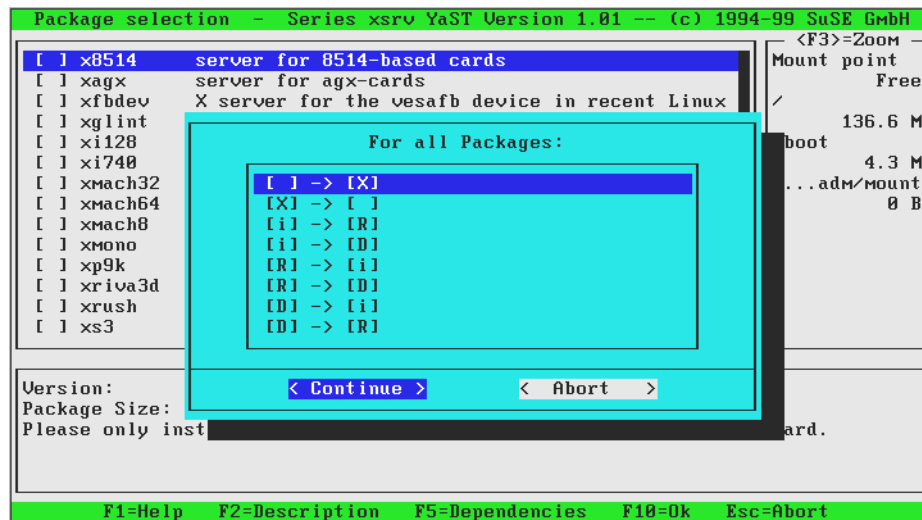 Package selection - Series xsrv YaST Version 1.01 -- (c) 1994-99 SuSE GmbH
<F3>=Zoom
[ ] x8514 server for 8514-based cards
Mount point
[ ] xagx server for agx-cards
Free
[ ] xfbdev X server for the vesafb device in recent Linux
/
[ ] xglint
136.6 M
[ ] xi128
For all Packages:
boot
[ ] xi740
4.3 M
[ ] xmach32
[ ] -> [X]
...adm/mount
[ ] xmach64
[X] -> [ ]
0 B
[ ] xmach8
[i] -> [R]
[ ] xmono
[i] -> [D]
[ ] xp9k
[R] -> [i]
[ ] xriva3d
[R] -> [D]
[ ] xrush
[D] -> [i]
[ ] xs3
[D] -> [R]
Version:
< Continue > < Abort >
Package Size:
Please only inst
ard.
F1=Help F2=Description F5=Dependencies F10=Ok Esc=Abort